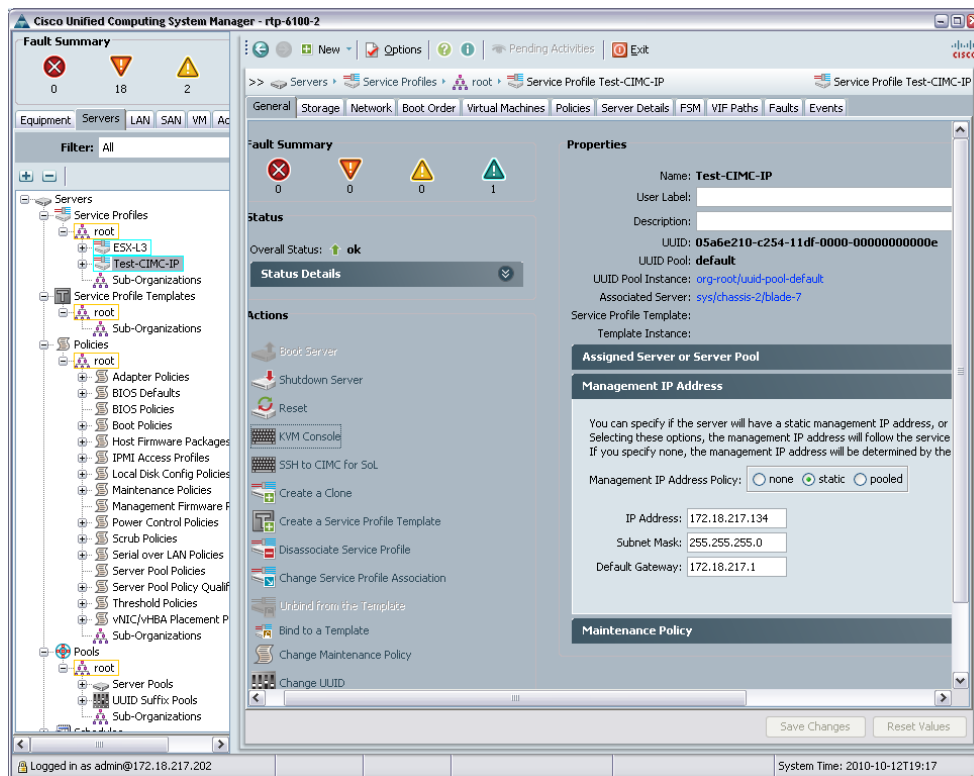 Cisco Unified Computing System Manager - rtp-6100-2
Fault Summary
0 18 2
Equipment Servers LAN SAN VM
Filter: All
Servers
Service Profiles
root
ESX-L3
Test-CIMC-IP
Sub-Organizations
Service Profile Templates
root
Sub-Organizations
Policies
root
Adapter Policies
BIOS Defaults
BIOS Policies
Boot Policies
Host Firmware Packages
IPMI Access Profiles
Local Disk Config Policies
Maintenance Policies
Management Firmware
Power Control Policies
Scrub Policies
Serial over LAN Policies
Server Pool Policies
Server Pool Policy Qualif
Threshold Policies
vNIC/vHBA Placement P
Sub-Organizations
Pools
root
Server Pools
UUID Suffix Pools
Sub-Organizations
New Options ? i Pending Activities Exit
CISCO
>> Servers Service Profiles root Service Profile Test-CIMC-IP Service Profile Test-CIMC-IP
General Storage Network Boot Order Virtual Machines Policies Server Details FSM VIF Paths Faults Events
Fault Summary
0 0 0 1
Status
Overall Status: ok
Status Details
Actions
Boot Server
Shutdown Server
Reset
KVM Console
SSH to CIMC for SoL
Create a Clone
Create a Service Profile Template
Disassociate Service Profile
Change Service Profile Association
Unbind from the Template
Bind to a Template
Change Maintenance Policy
Change UUID
Properties
Name: Test-CIMC-IP
User Label:
Description:
UUID: 05a6e210-c254-11df-0000-00000000000e
UUID Pool: default
UUID Pool Instance: org-root/uuid-pool-default
Associated Server: sys/chassis-2/blade-7
Service Profile Template:
Template Instance:
Assigned Server or Server Pool
Management IP Address
You can specify if the server will have a static management IP address, or
Selecting these options, the management IP address will follow the service
If you specify none, the management IP address will be determined by the
Management IP Address Policy: none static pooled
IP Address: 172.18.217.134
Subnet Mask: 255.255.255.0
Default Gateway: 172.18.217.1
Maintenance Policy
Save Changes Reset Values
Logged in as admin@172.18.217.202
System Time: 2010-10-12T19:17